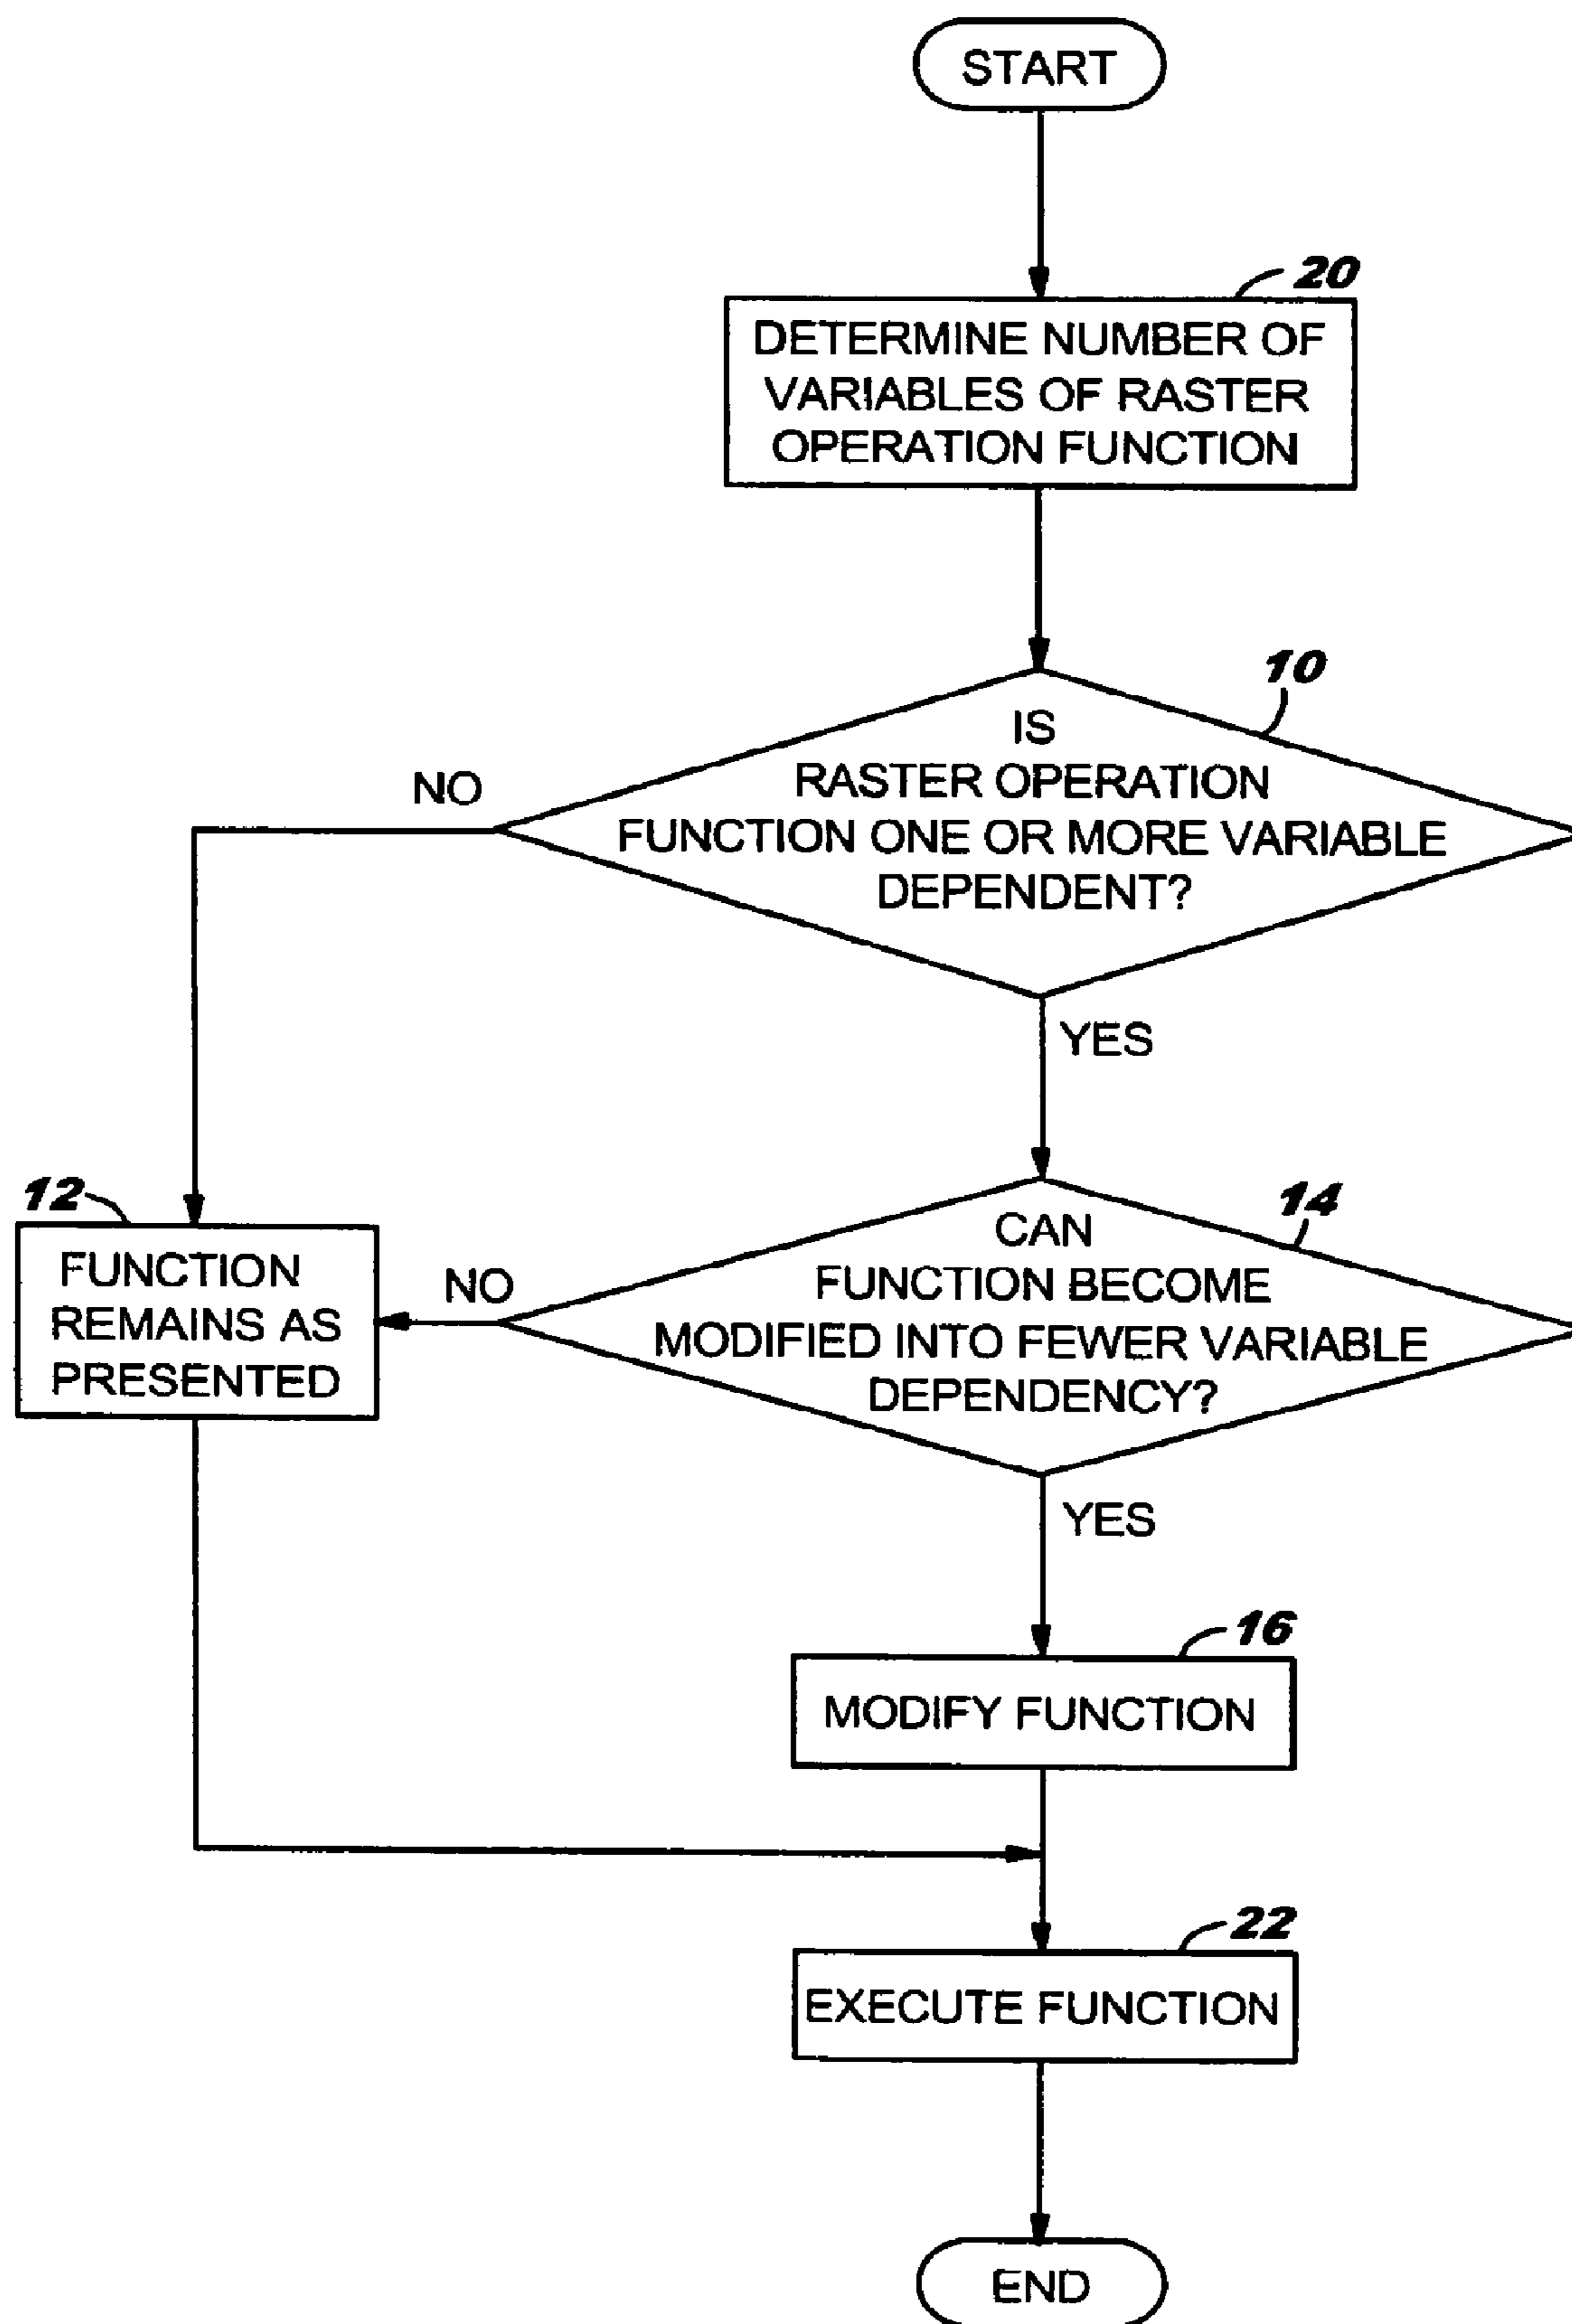 START
20
DETERMINE NUMBER OF
VARIABLES OF RASTER
OPERATION FUNCTION
10
IS
RASTER OPERATION
FUNCTION ONE OR MORE VARIABLE
DEPENDENT?
NO
YES
12
FUNCTION
REMAINS AS
PRESENTED
14
CAN
FUNCTION BECOME
MODIFIED INTO FEWER VARIABLE
DEPENDENCY?
NO
YES
16
MODIFY FUNCTION
22
EXECUTE FUNCTION
END